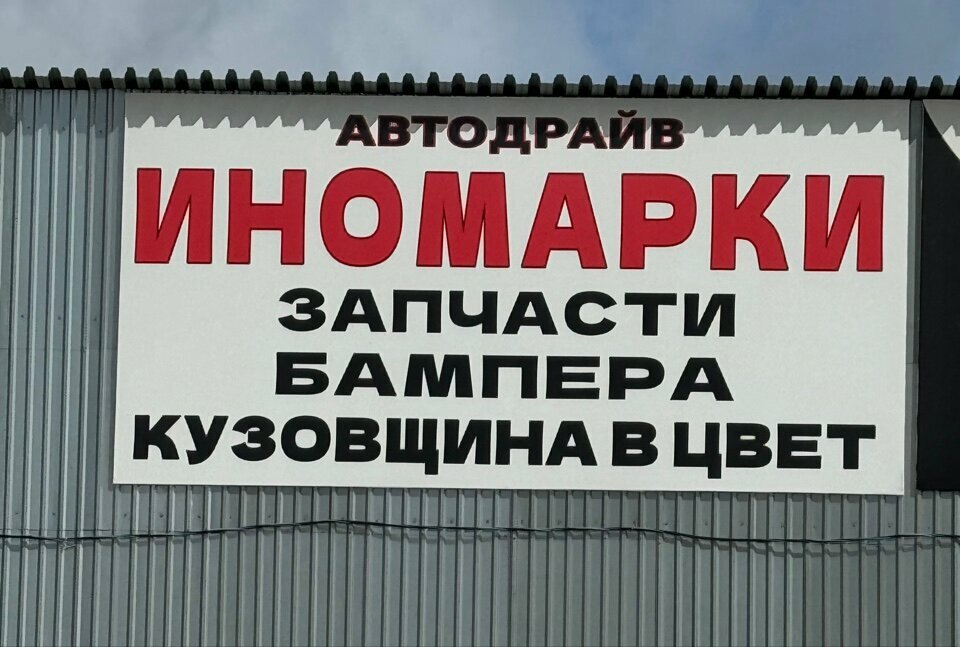 АВТОДРАЙВ
ИНОМАРКИ
ЗАПЧАСТИ
БАМПЕРА
КУЗОВЩИНА В ЦВЕТ